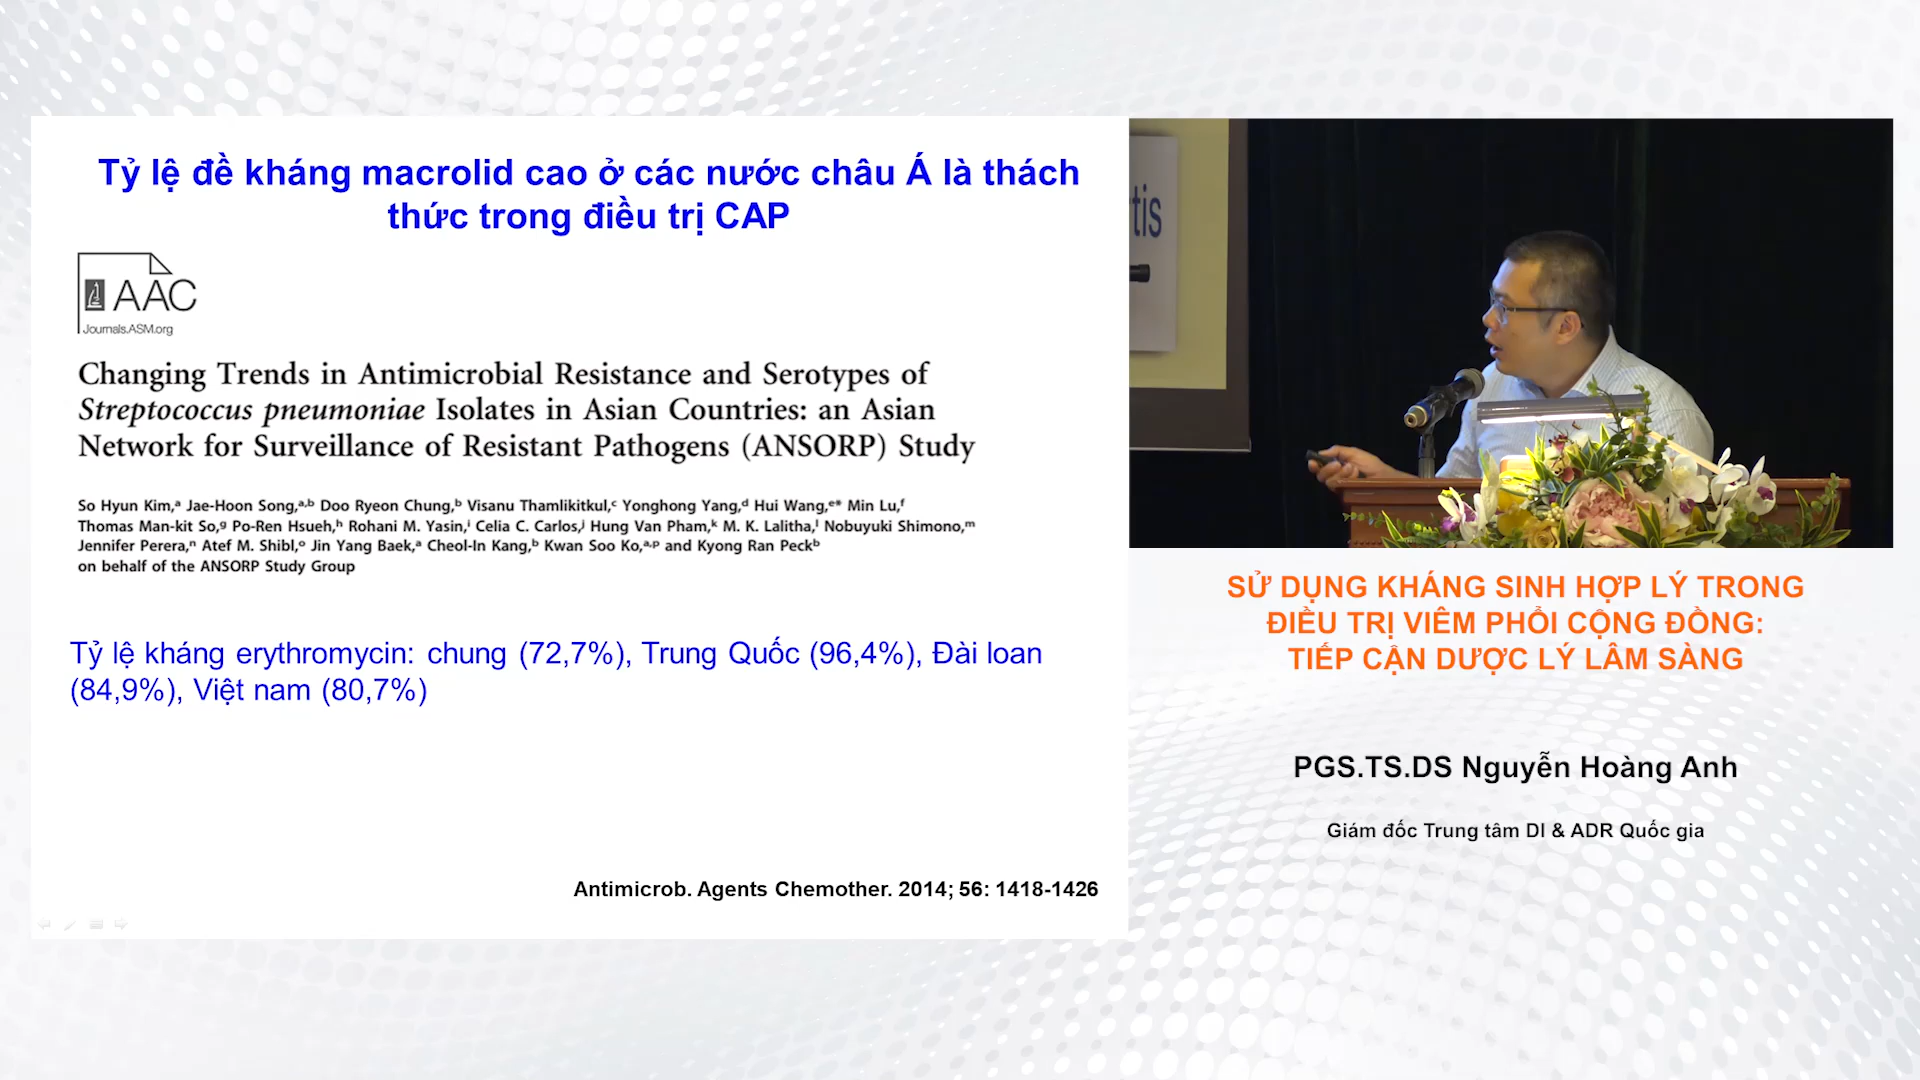 Tỷ lệ đề kháng macrolid cao ở các nước châu Á là thách
thức trong điều trị CAP
AAC
Journals.ASM.org
Changing Trends in Antimicrobial Resistance and Serotypes of
Streptococcus pneumoniae Isolates in Asian Countries: an Asian
Network for Surveillance of Resistant Pathogens (ANSORP) Study
So Hyun Kim,ᵃ Jae-Hoon Song,ᵃ,ᵇ Doo Ryeon Chung,ᵇ Visanu Thamlikitkul,ᶜ Yonghong Yang,ᵈ Hui Wang,ᵉ* Min Lu,ᶠ
Thomas Man-kit So,ᵍ Po-Ren Hsueh,ʰ Rohani M. Yasin,ⁱ Celia C. Carlos,ʲ Hung Van Pham,ᵏ M. K. Lalitha,ˡ Nobuyuki Shimono,ᵐ
Jennifer Perera,ⁿ Atef M. Shibl,ᵒ Jin Yang Baek,ᵃ Cheol-In Kang,ᵇ Kwan Soo Ko,ᵃ,ᵖ and Kyong Ran Peckᵇ
on behalf of the ANSORP Study Group
Tỷ lệ kháng erythromycin: chung (72,7%), Trung Quốc (96,4%), Đài loan
(84,9%), Việt nam (80,7%)
Antimicrob. Agents Chemother. 2014; 56: 1418-1426
tis
SỬ DỤNG KHÁNG SINH HỢP LÝ TRONG
ĐIỀU TRỊ VIÊM PHỔI CỘNG ĐỒNG:
TIẾP CẬN DƯỢC LÝ LÂM SÀNG
PGS.TS.DS Nguyễn Hoàng Anh
Giám đốc Trung tâm DI & ADR Quốc gia